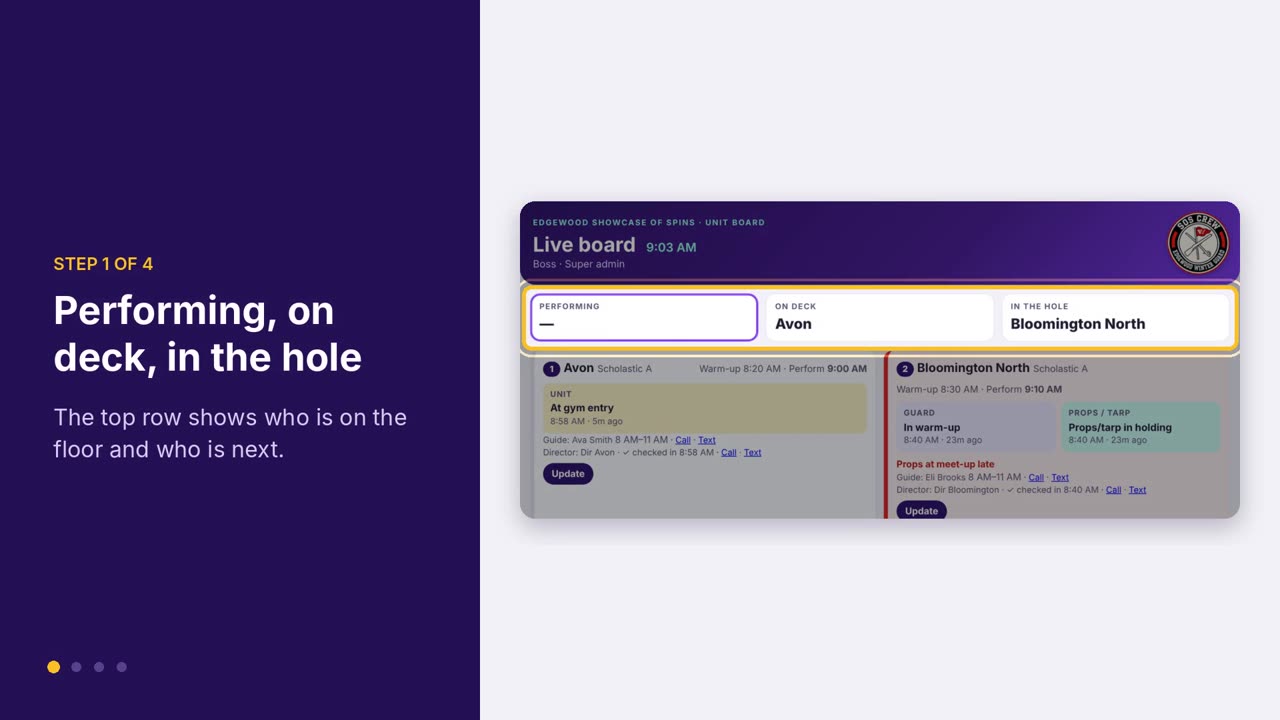 STEP 1 OF 4
Performing, on
deck, in the hole
The top row shows who is on the
floor and who is next.
EDGEWOOD SHOWCASE OF SPINS · UNIT BOARD
Live board 9:03 AM
Boss · Super admin
SOS CREW
PERFORMING
—
ON DECK
Avon
IN THE HOLE
Bloomington North
1 Avon Scholastic A Warm-up 8:20 AM · Perform 9:00 AM
UNIT
At gym entry
8:58 AM · 5m ago
Guide: Ava Smith 8 AM–11 AM · Call · Text
Director: Dir Avon · ✓ checked in 8:58 AM · Call · Text
Update
2 Bloomington North Scholastic A
Warm-up 8:30 AM · Perform 9:10 AM
GUARD
In warm-up
8:40 AM · 23m ago
PROPS / TARP
Props/tarp in holding
8:40 AM · 23m ago
Props at meet-up late
Guide: Eli Brooks 8 AM–11 AM · Call · Text
Director: Dir Bloomington · ✓ checked in 8:40 AM · Call · Text
Update